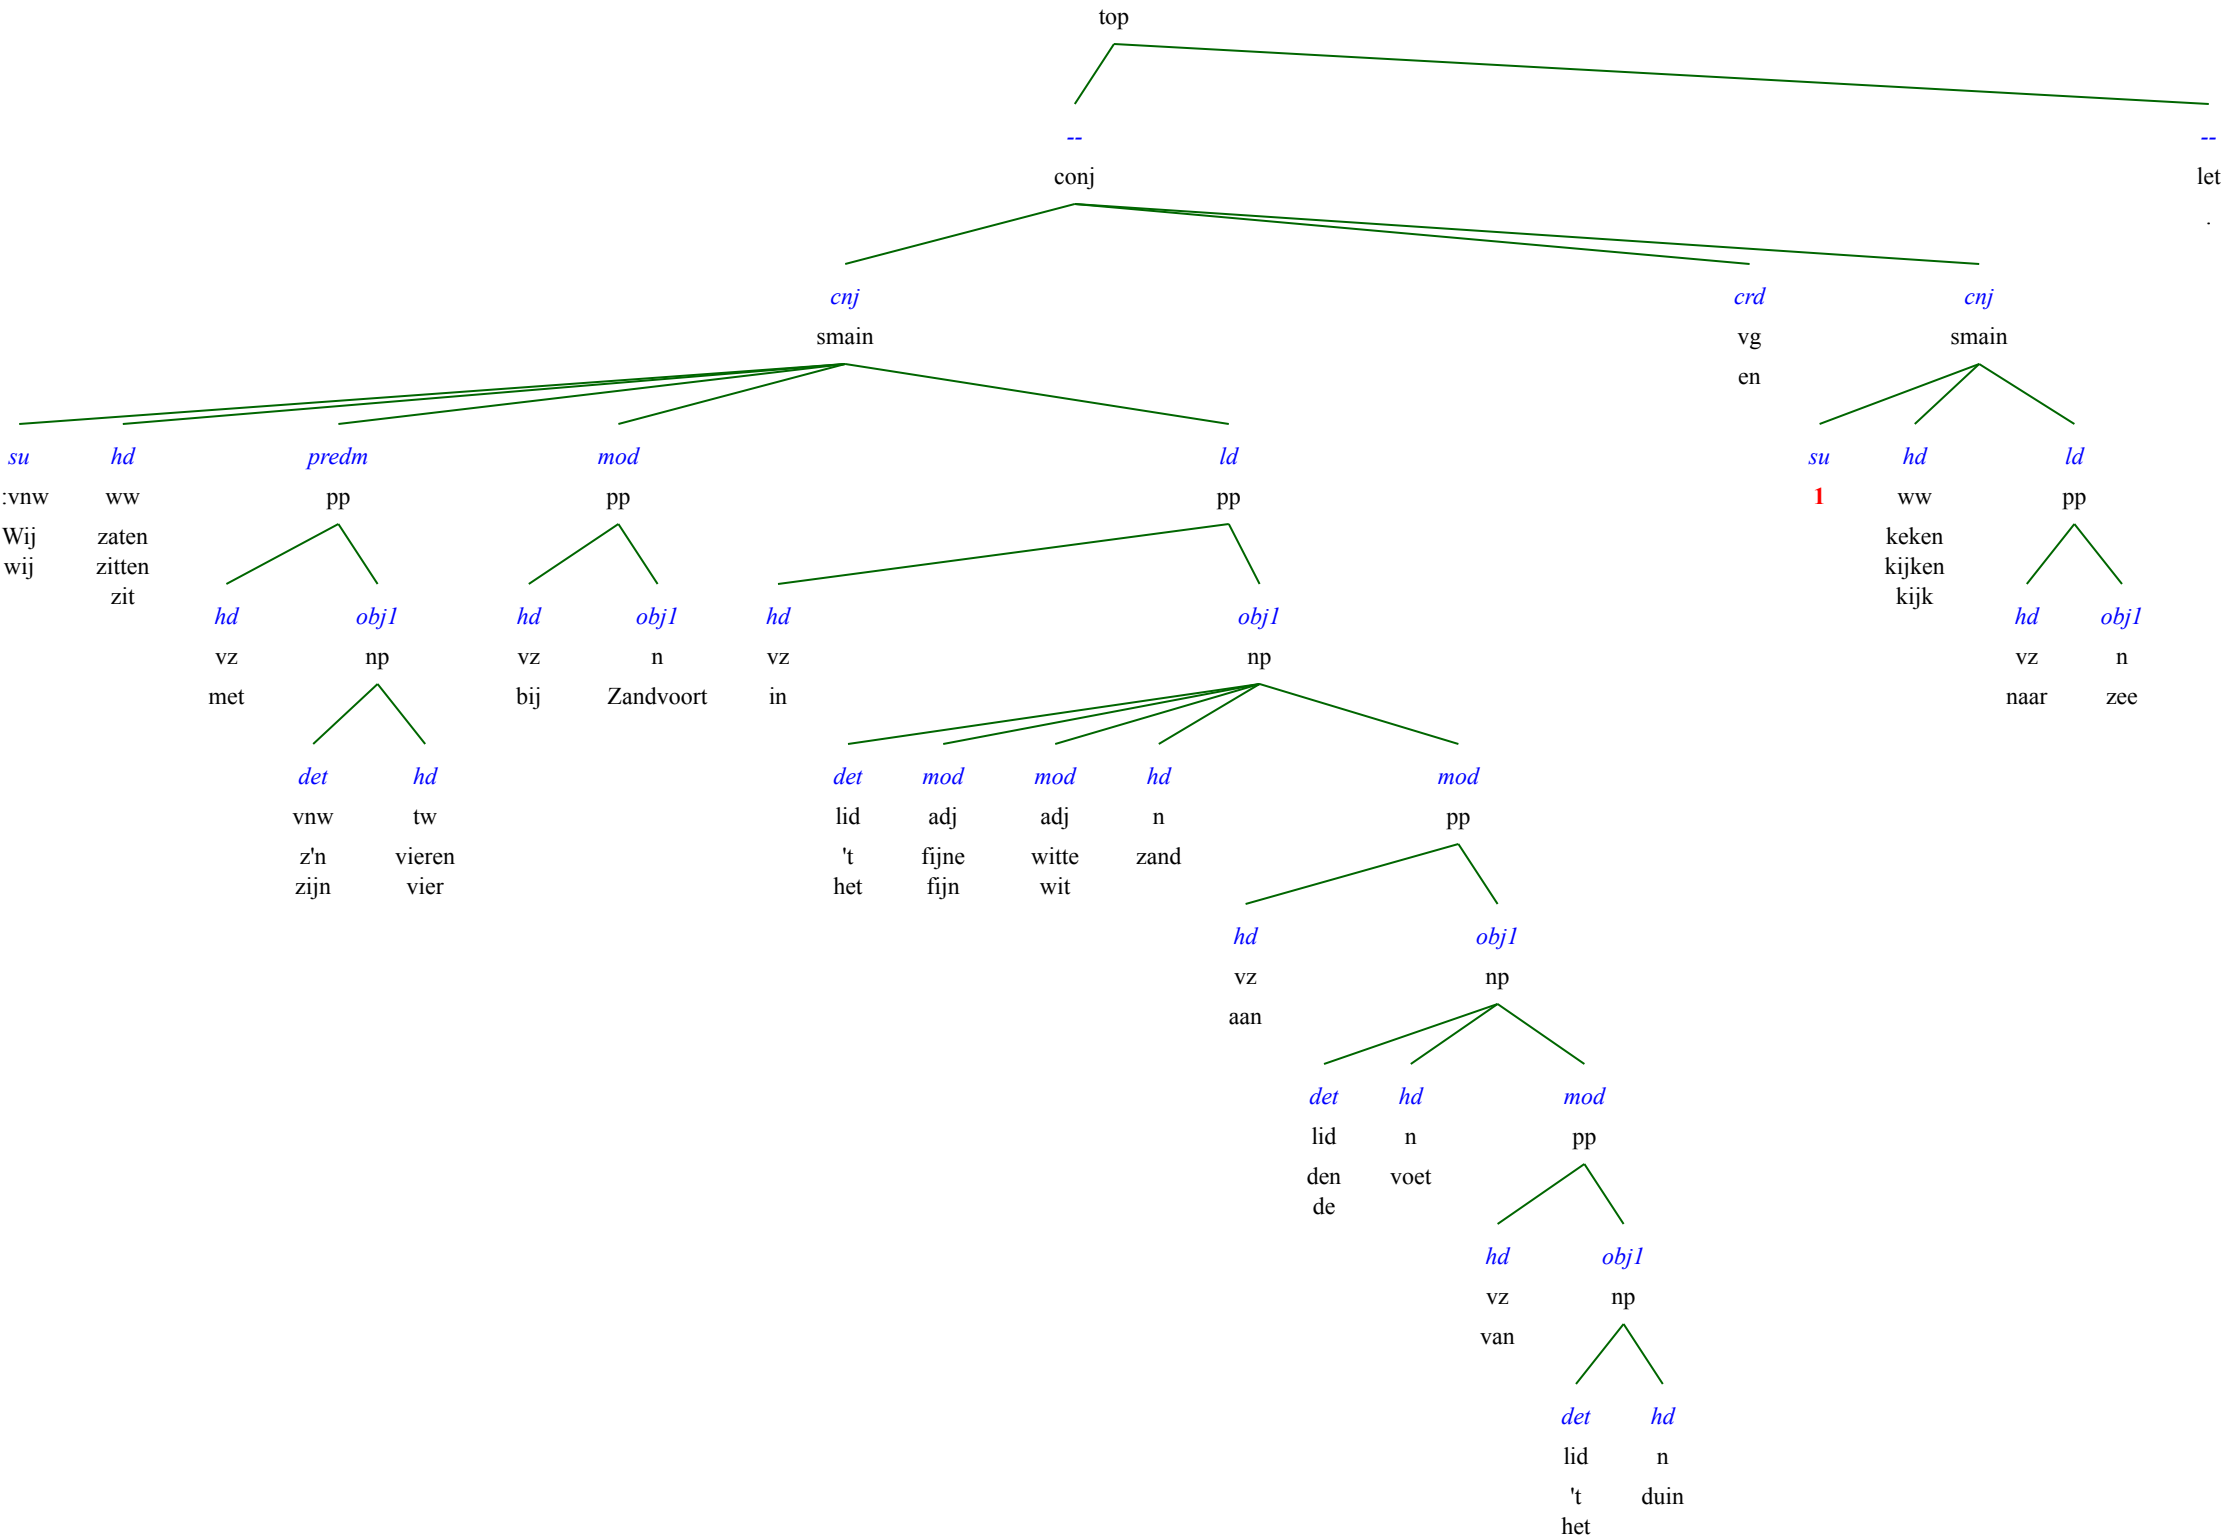 top
-- --
conj let
.
cnj crd cnj
smain vg smain
en
su hd predm mod ld su hd ld
:vnw ww pp pp pp 1 ww pp
Wij zaten keken
wij zitten kijken
zit kijk
hd obj1 hd obj1 hd obj1 hd obj1
vz np vz n vz np vz n
met bij Zandvoort in naar zee
det hd det mod mod hd mod
vnw tw lid adj adj n pp
z'n vieren 't fijne witte zand
zijn vier het fijn wit
hd obj1
vz np
aan
det hd mod
lid n pp
den voet
de
hd obj1
vz np
van
det hd
lid n
't duin
het